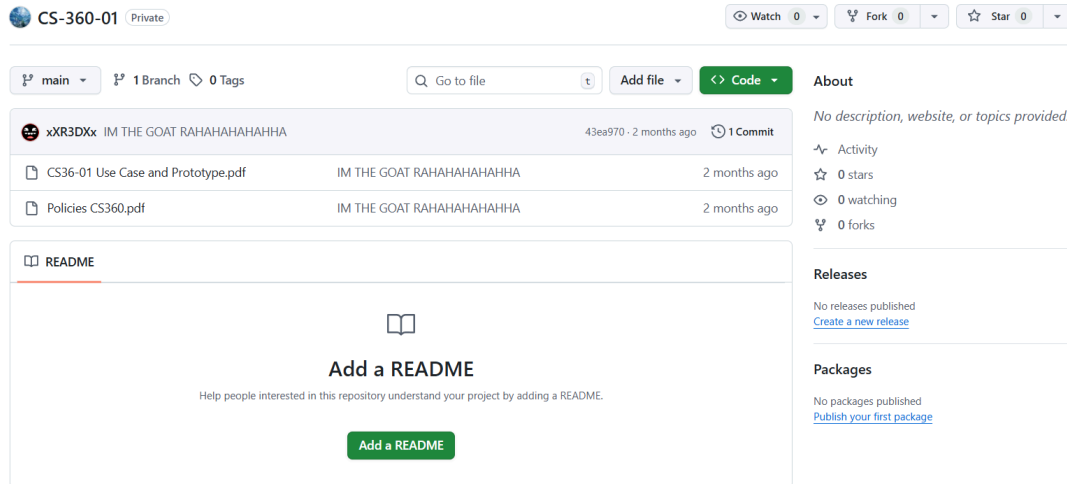 CS-360-01 Private
Watch 0 Fork 0 Star 0
main 1 Branch 0 Tags Go to file t Add file Code
xXR3DXx IM THE GOAT RAHAHAHAHAHHA 43ea970 · 2 months ago 1 Commit
CS36-01 Use Case and Prototype.pdf IM THE GOAT RAHAHAHAHAHHA 2 months ago
Policies CS360.pdf IM THE GOAT RAHAHAHAHAHHA 2 months ago
README
Add a README
Help people interested in this repository understand your project by adding a README.
Add a README
About
No description, website, or topics provided.
Activity
0 stars
0 watching
0 forks
Releases
No releases published
Create a new release
Packages
No packages published
Publish your first package